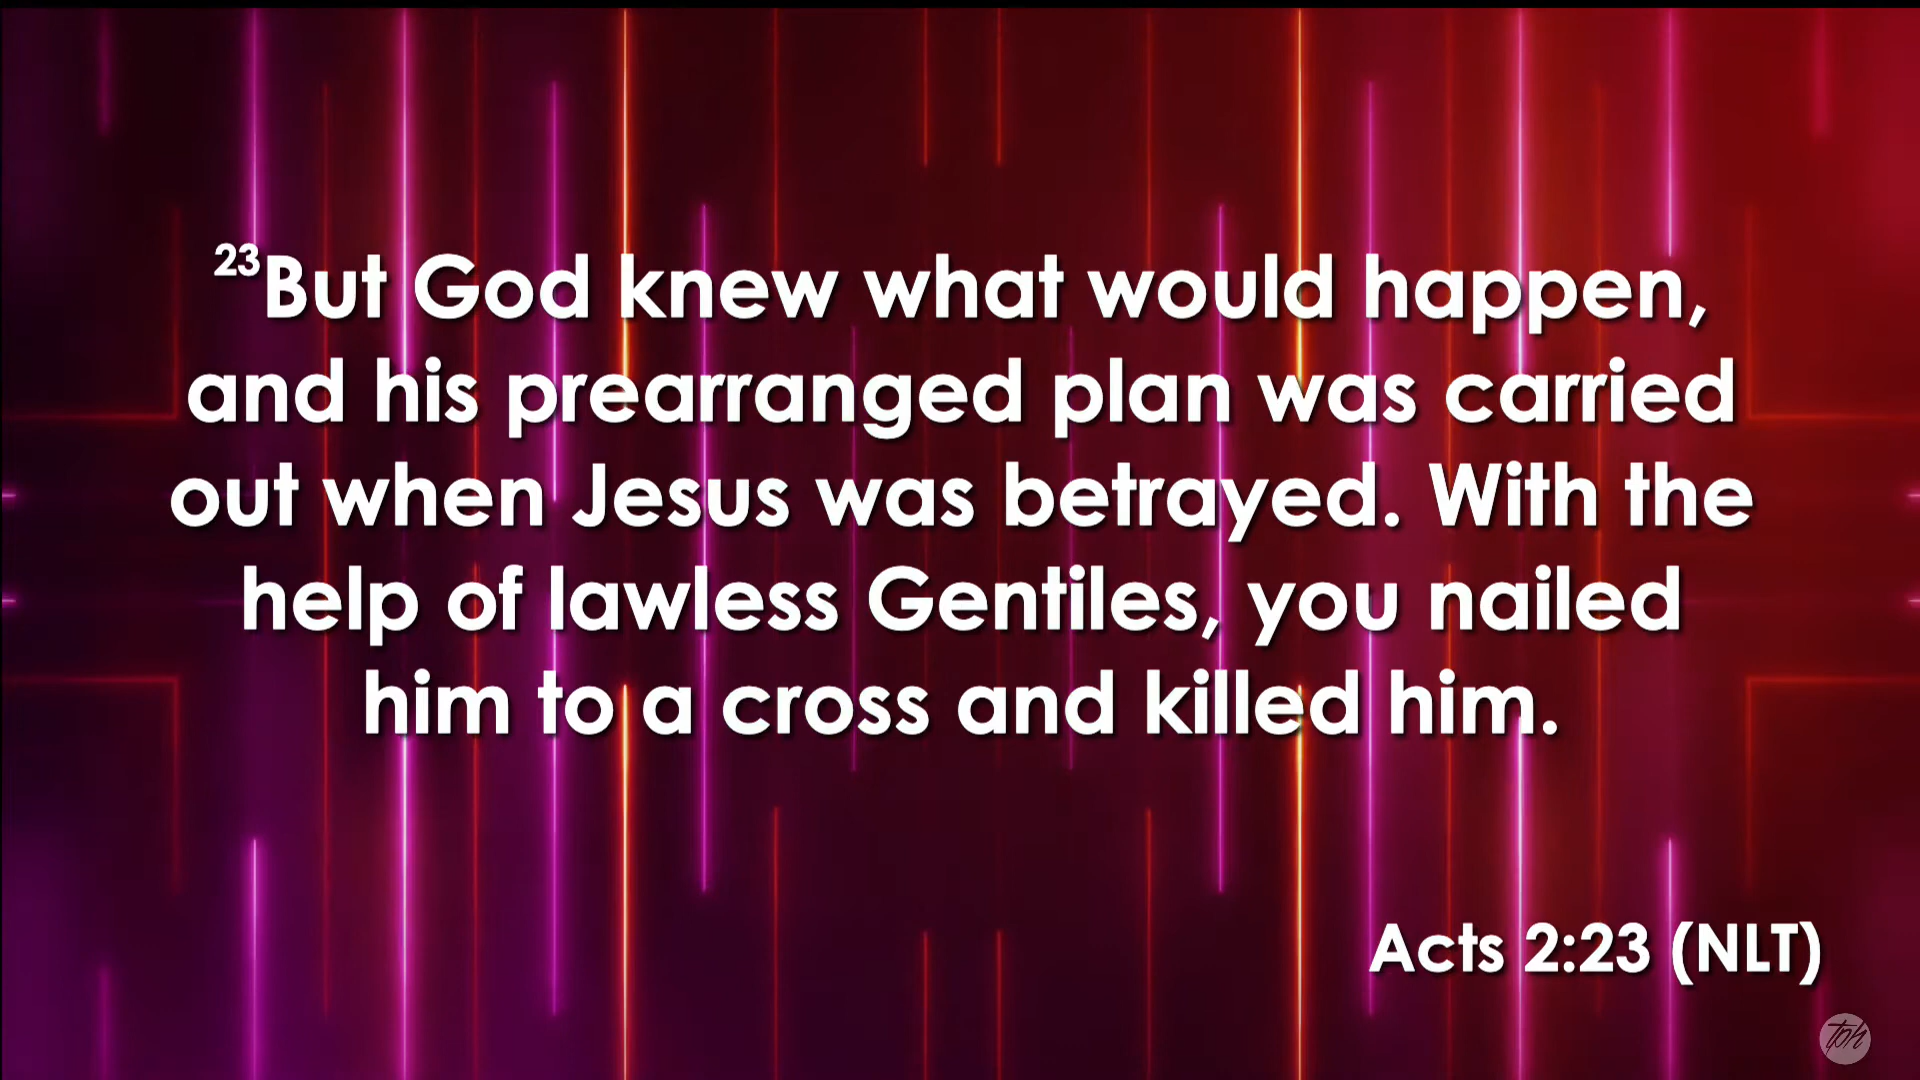 23But God knew what would happen,
and his prearranged plan was carried
out when Jesus was betrayed. With the
help of lawless Gentiles, you nailed
him to a cross and killed him.
Acts 2:23 (NLT)
tph